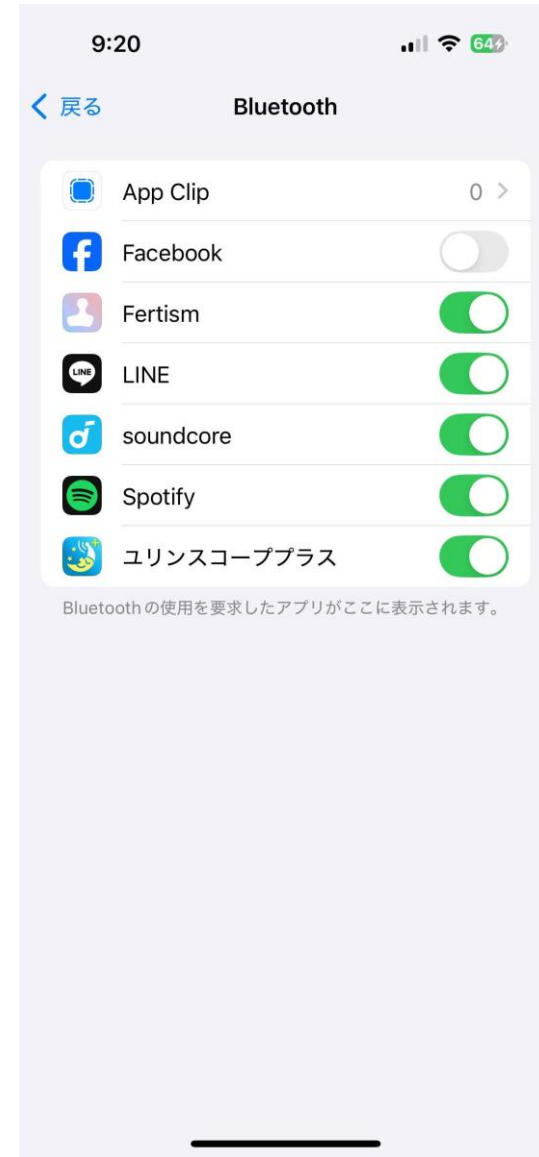 9:20
64
戻る
Bluetooth
App Clip
0
Facebook
Fertism
LINE
LINE
soundcore
Spotify
ユリンスコーププラス
Bluetoothの使用を要求したアプリがここに表示されます。